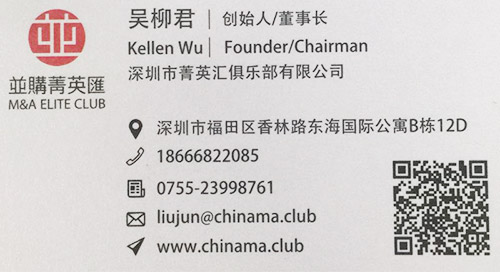 吴柳君 | 创始人/董事长
Kellen Wu | Founder/Chairman
深圳市菁英汇俱乐部有限公司
並購菁英匯
M&A ELITE CLUB
深圳市福田区香林路东海国际公寓B栋12D
18666822085
0755-23998761
liujun@chinama.club
www.chinama.club